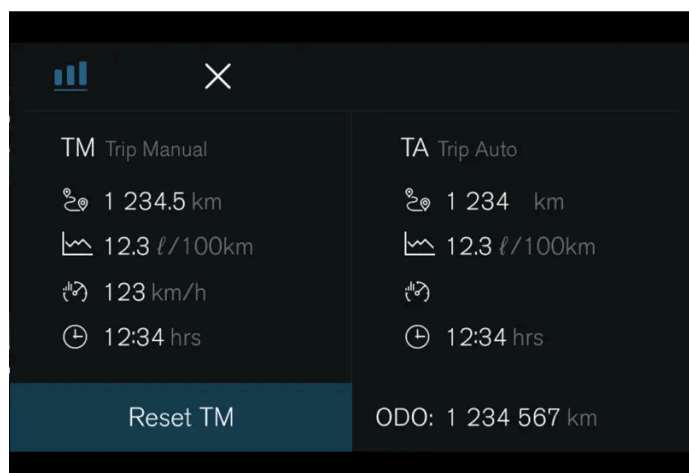 TM Trip Manual
1 234.5 km
12.3 ℓ/100km
123 km/h
12:34 hrs
Reset TM
TA Trip Auto
1 234 km
12.3 ℓ/100km
12:34 hrs
ODO: 1 234 567 km